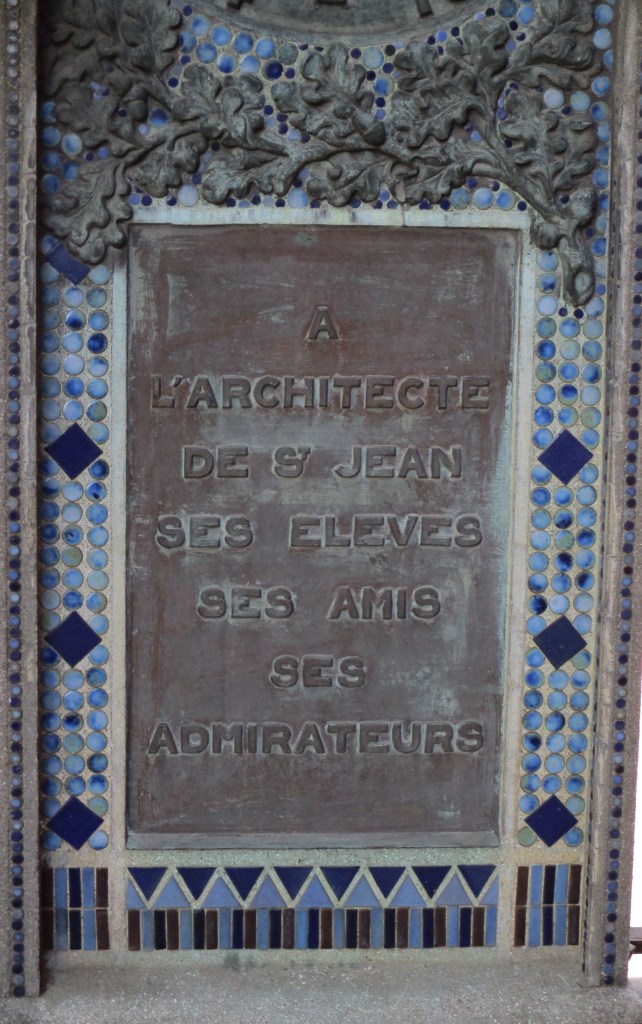 A
L'ARCHITECTE
DE ST JEAN
SES ELEVES
SES AMIS
SES
ADMIRATEURS